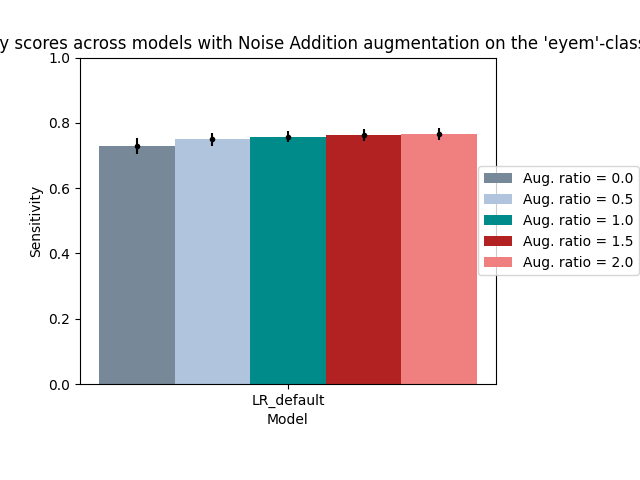 y scores across models with Noise Addition augmentation on the 'eyem'-clas
1.0
0.8
0.6
0.4
0.2
0.0
Sensitivity
LR_default
Model
Aug. ratio = 0.0
Aug. ratio = 0.5
Aug. ratio = 1.0
Aug. ratio = 1.5
Aug. ratio = 2.0